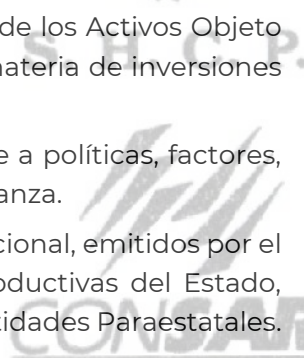 de los Activos Objeto
S. H. C. P.
materia de inversiones
e a políticas, factores,
anza.
cional, emitidos por el
oductivas del Estado,
tidades Paraestatales.
CONSAR